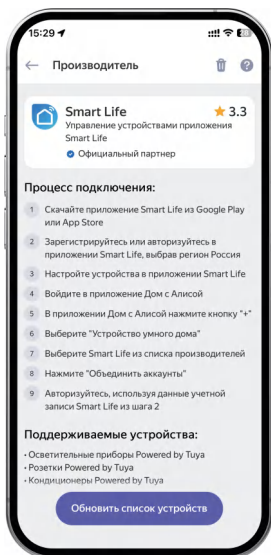 15:29
Производитель
Smart Life
3.3
Управление устройствами приложения
Smart Life
Официальный партнер
Процесс подключения:
1 Скачайте приложение Smart Life из Google Play
или App Store
2 Зарегистрируйтесь или авторизуйтесь в
приложении Smart Life, выбрав регион Россия
3 Настройте устройства в приложении Smart Life
4 Войдите в приложение Дом с Алисой
5 В приложении Дом с Алисой нажмите кнопку "+"
6 Выберите "Устройство умного дома"
7 Выберите Smart Life из списка производителей
8 Нажмите "Объединить аккаунты"
9 Авторизуйтесь, используя данные учетной
записи Smart Life из шага 2
Поддерживаемые устройства:
• Осветительные приборы Powered by Tuya
• Розетки Powered by Tuya
• Кондиционеры Powered by Tuya
Обновить список устройств